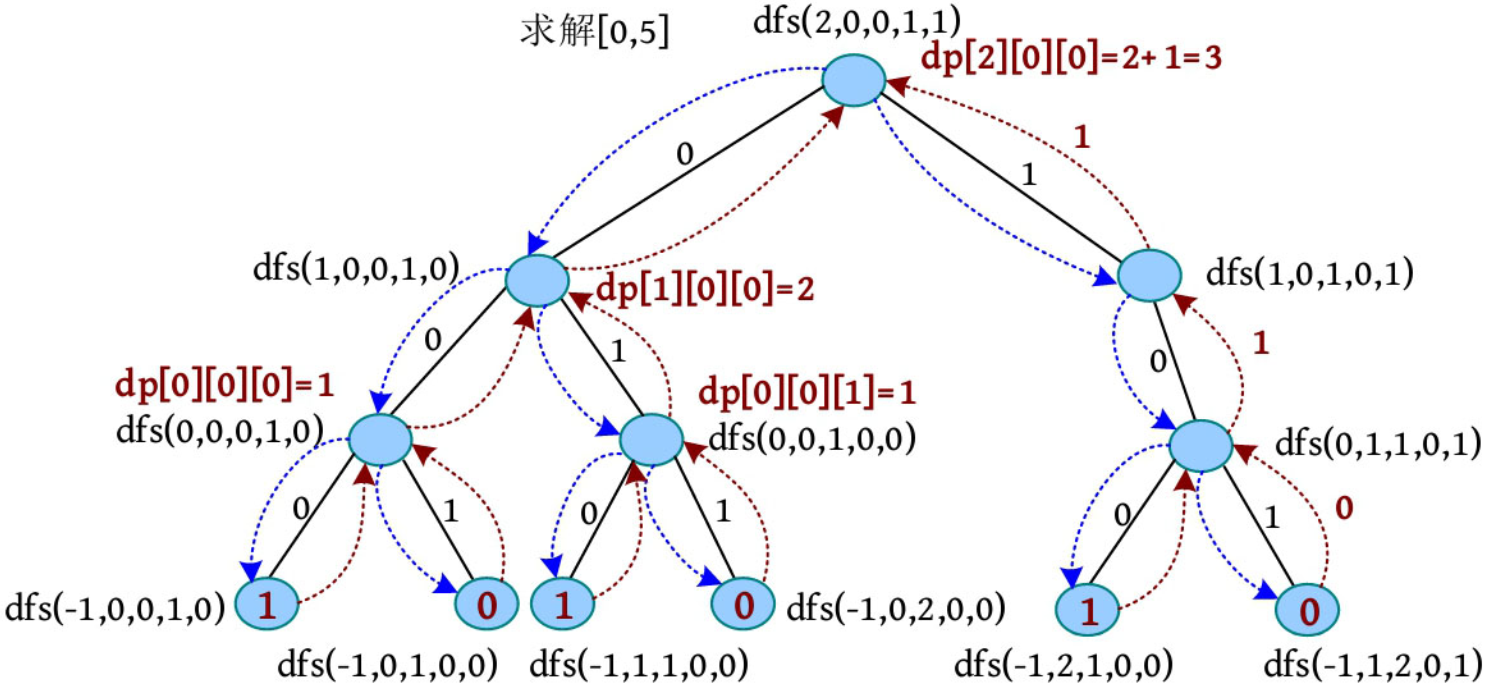 求解[0,5]
dfs(2,0,0,1,1)
dp[2][0][0]=2+1=3
1
0
1
dfs(1,0,0,1,0)
dp[1][0][0]=2
dfs(1,0,1,0,1)
0
1
0
1
dp[0][0][0]=1
dfs(0,0,0,1,0)
dp[0][0][1]=1
dfs(0,0,1,0,0)
dfs(0,1,1,0,1)
0
1
0
1
0
1
0
dfs(-1,0,0,1,0)
1
0
1
0
dfs(-1,0,2,0,0)
1
0
dfs(-1,0,1,0,0)
dfs(-1,1,1,0,0)
dfs(-1,2,1,0,0)
dfs(-1,1,2,0,1)